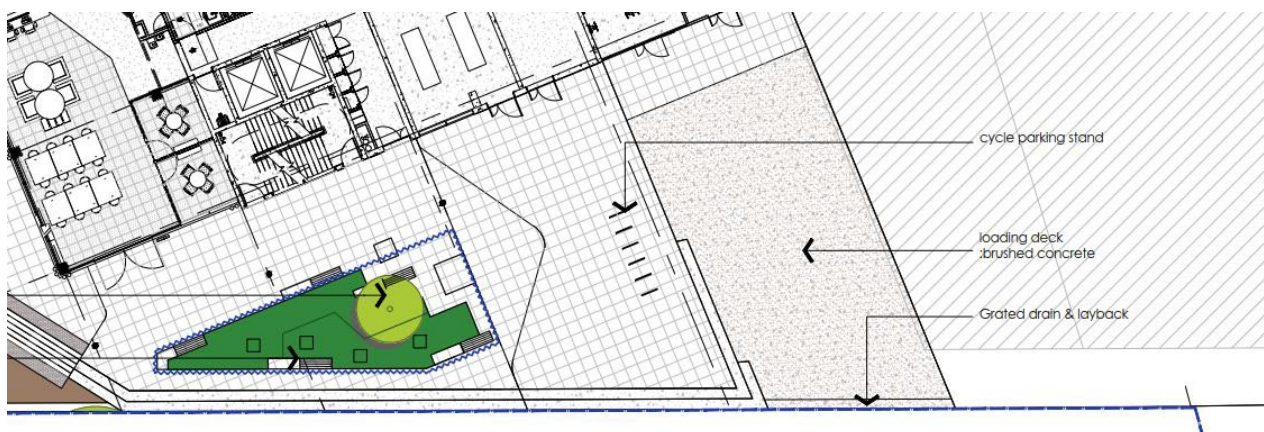 cycle parking stand
loading deck
:brushed concrete
Grated drain & layback